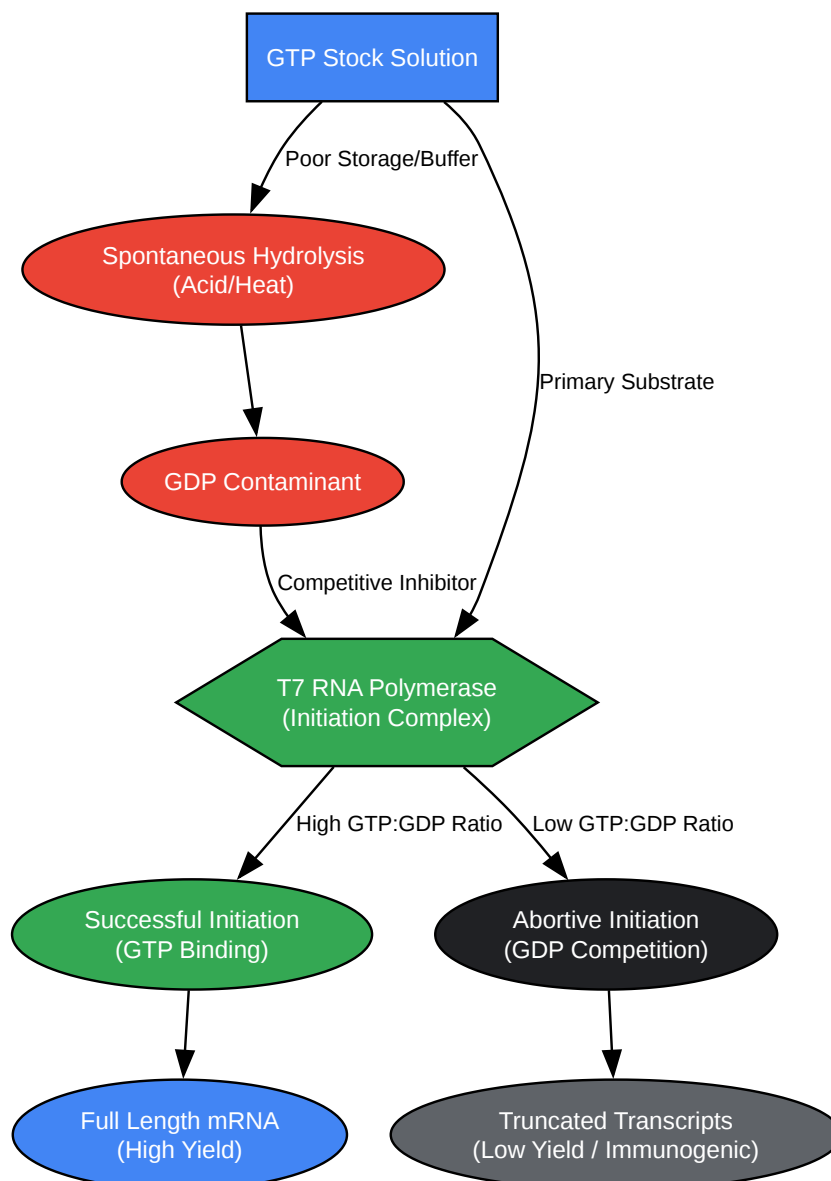 GTP Stock Solution
Poor Storage/Buffer
Spontaneous Hydrolysis
(Acid/Heat)
Primary Substrate
GDP Contaminant
Competitive Inhibitor
T7 RNA Polymerase
(Initiation Complex)
High GTP:GDP Ratio
Low GTP:GDP Ratio
Successful Initiation
(GTP Binding)
Abortive Initiation
(GDP Competition)
Full Length mRNA
(High Yield)
Truncated Transcripts
(Low Yield / Immunogenic)